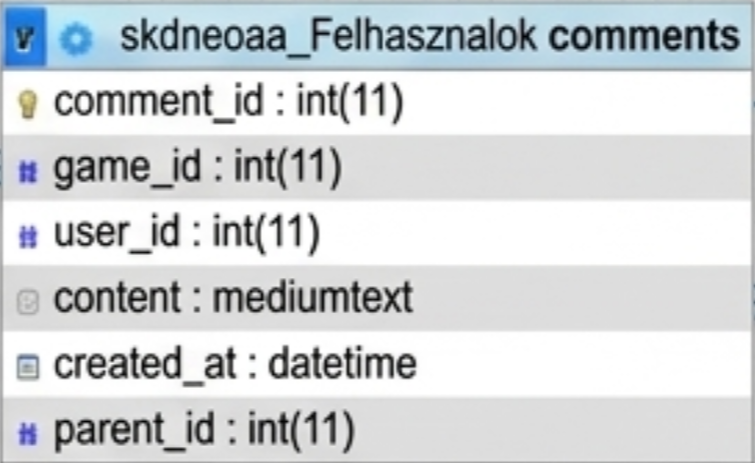 skdneoaa_Felhasznalok comments
comment_id : int(11)
game_id : int(11)
user_id : int(11)
content : mediumtext
created_at : datetime
parent_id : int(11)